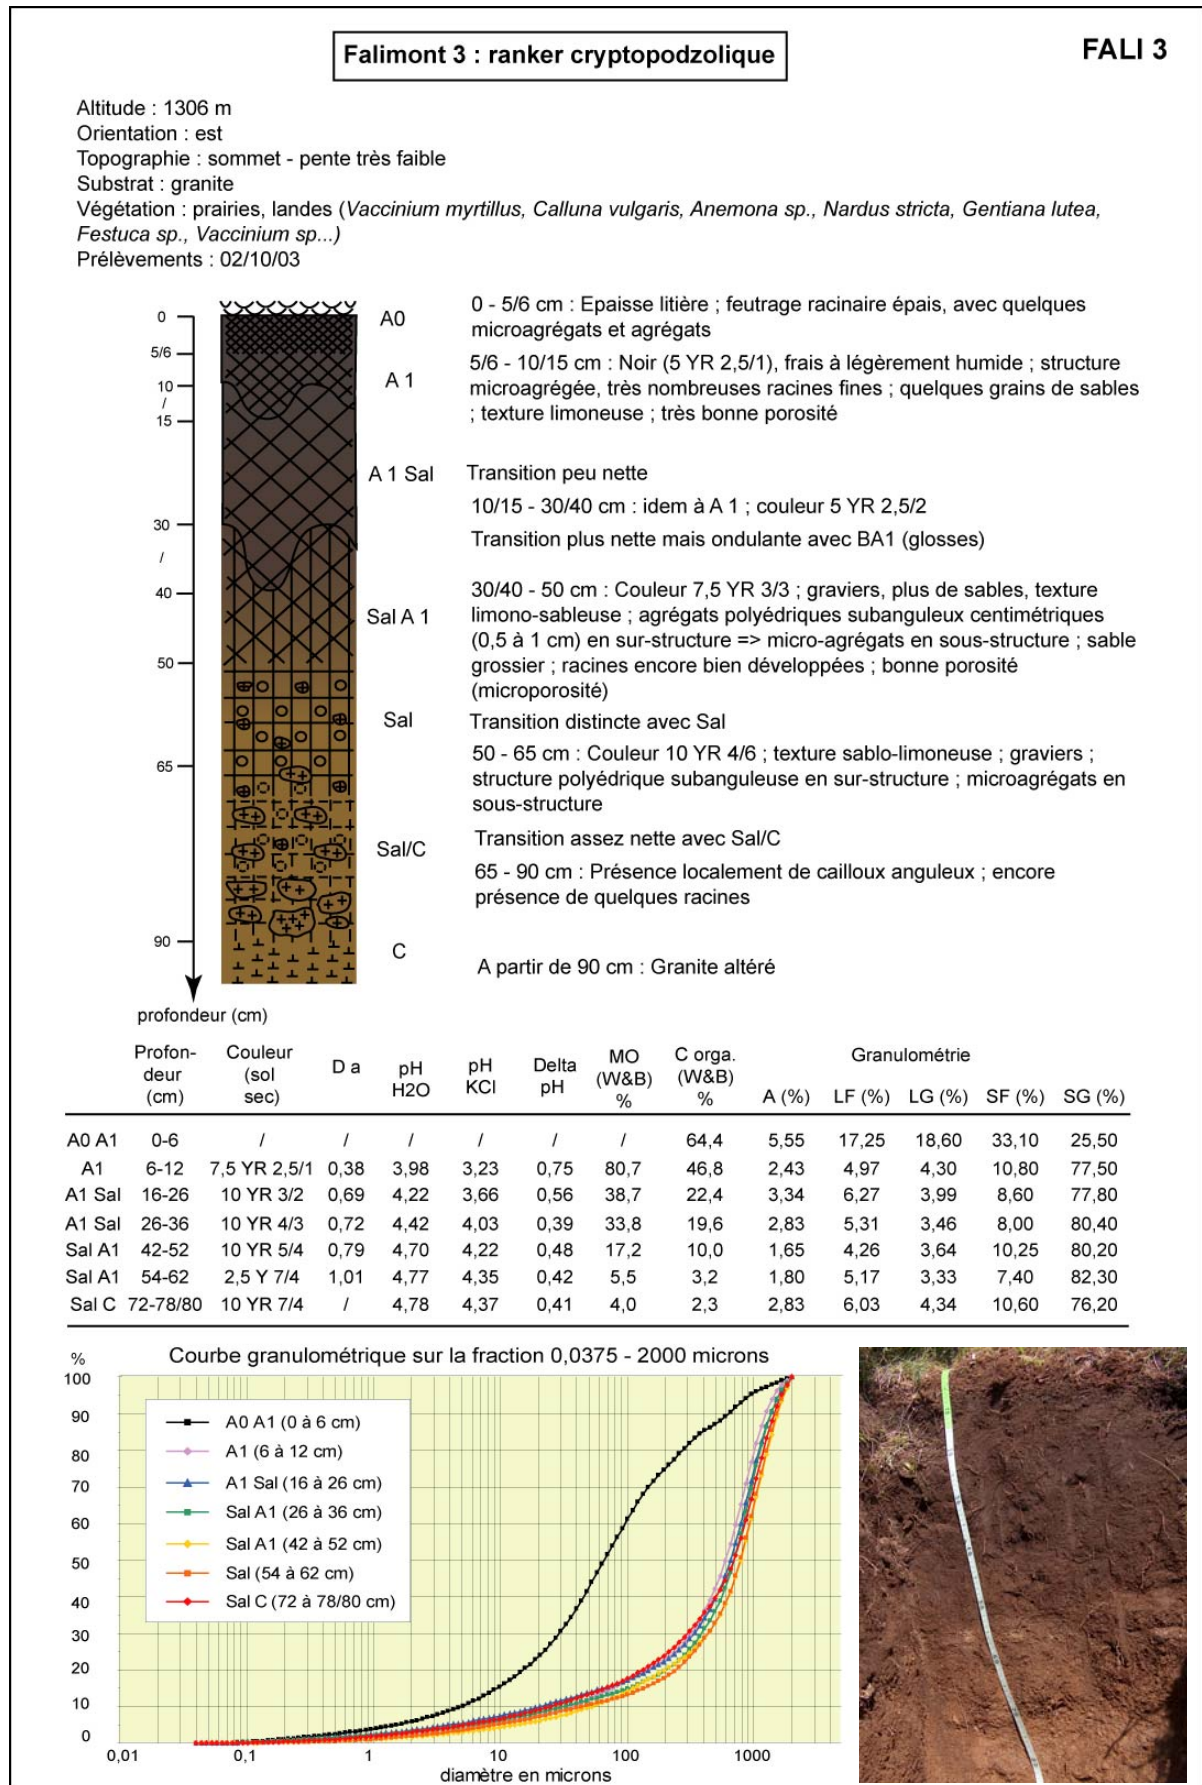 Falimont 3 : ranker cryptopodzolique
FALI 3
Altitude : 1306 m
Orientation : est
Topographie : sommet - pente très faible
Substrat : granite
Végétation : prairies, landes (Vaccinium myrtillus, Calluna vulgaris, Anemona sp., Nardus stricta, Gentiana lutea,
Festuca sp., Vaccinium sp...)
Prélèvements : 02/10/03
0
5/6
10
/
15
30
/
40
50
65
90
profondeur (cm)
A0
A 1
A 1 Sal
Sal A 1
Sal
Sal/C
C
0 - 5/6 cm : Epaisse litière ; feutrage racinaire épais, avec quelques
microagrégats et agrégats
5/6 - 10/15 cm : Noir (5 YR 2,5/1), frais à légèrement humide ; structure
microagrégée, très nombreuses racines fines ; quelques grains de sables
; texture limoneuse ; très bonne porosité
Transition peu nette
10/15 - 30/40 cm : idem à A 1 ; couleur 5 YR 2,5/2
Transition plus nette mais ondulante avec BA1 (glosses)
30/40 - 50 cm : Couleur 7,5 YR 3/3 ; graviers, plus de sables, texture
limono-sableuse ; agrégats polyédriques subanguleux centimétriques
(0,5 à 1 cm) en sur-structure => micro-agrégats en sous-structure ; sable
grossier ; racines encore bien développées ; bonne porosité
(microporosité)
Transition distincte avec Sal
50 - 65 cm : Couleur 10 YR 4/6 ; texture sablo-limoneuse ; graviers ;
structure polyédrique subanguleuse en sur-structure ; microagrégats en
sous-structure
Transition assez nette avec Sal/C
65 - 90 cm : Présence localement de cailloux anguleux ; encore
présence de quelques racines
A partir de 90 cm : Granite altéré
Profon-deur (cm) Couleur (sol sec) D a pH H2O pH KCl Delta pH MO (W&B) % C orga. (W&B) % Granulométrie
A (%) LF (%) LG (%) SF (%) SG (%)
A0 A1 0-6 / / / / / / 64,4 5,55 17,25 18,60 33,10 25,50
A1 6-12 7,5 YR 2,5/1 0,38 3,98 3,23 0,75 80,7 46,8 2,43 4,97 4,30 10,80 77,50
A1 Sal 16-26 10 YR 3/2 0,69 4,22 3,66 0,56 38,7 22,4 3,34 6,27 3,99 8,60 77,80
A1 Sal 26-36 10 YR 4/3 0,72 4,42 4,03 0,39 33,8 19,6 2,83 5,31 3,46 8,00 80,40
Sal A1 42-52 10 YR 5/4 0,79 4,70 4,22 0,48 17,2 10,0 1,65 4,26 3,64 10,25 80,20
Sal A1 54-62 2,5 Y 7/4 1,01 4,77 4,35 0,42 5,5 3,2 1,80 5,17 3,33 7,40 82,30
Sal C 72-78/80 10 YR 7/4 / 4,78 4,37 0,41 4,0 2,3 2,83 6,03 4,34 10,60 76,20
Courbe granulométrique sur la fraction 0,0375 - 2000 microns
%
100
90
80
70
60
50
40
30
20
10
0
A0 A1 (0 à 6 cm)
A1 (6 à 12 cm)
A1 Sal (16 à 26 cm)
Sal A1 (26 à 36 cm)
Sal A1 (42 à 52 cm)
Sal (54 à 62 cm)
Sal C (72 à 78/80 cm)
0,01 0,1 1 10 100 1000
diamètre en microns